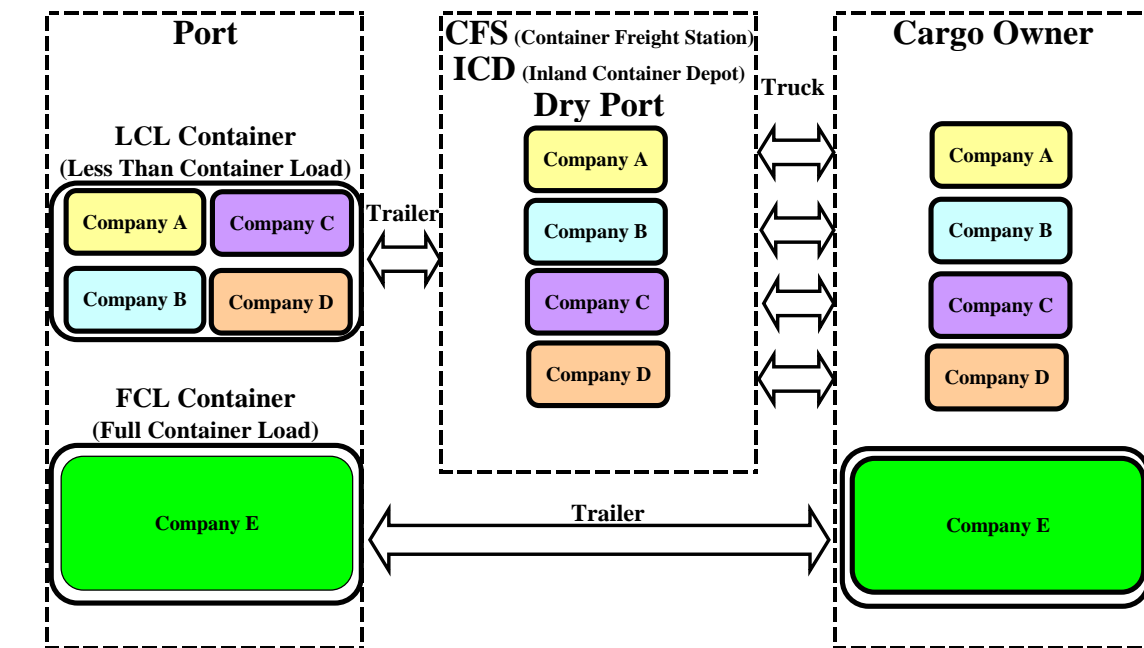 Port
LCL Container
(Less Than Container Load)
Company A
Company C
Company B
Company D
FCL Container
(Full Container Load)
Company E
Trailer
CFS (Container Freight Station)
ICD (Inland Container Depot)
Dry Port
Company A
Company B
Company C
Company D
Truck
Trailer
Cargo Owner
Company A
Company B
Company C
Company D
Company E